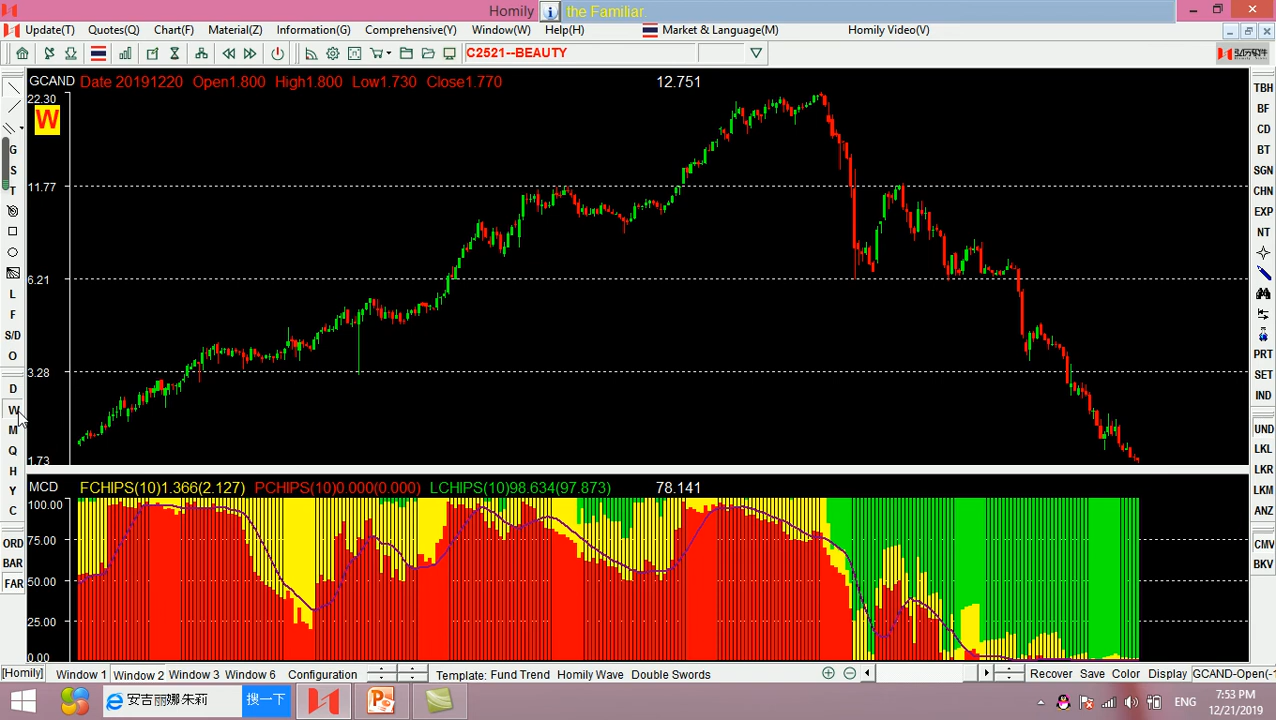 Homily the Familiar
Update(T) Quotes(Q) Chart(F) Material(Z) Information(G) Comprehensive(Y) Window(W) Help(H) Market & Language(M) Homily Video(V)
C2521--BEAUTY
GCAND Date 20191220 Open1.800 High1.800 Low1.730 Close1.770 12.751
22.30
W
11.77
6.21
3.28
1.73
MCD FCHIPS(10)1.366(2.127) PCHIPS(10)0.000(0.000) LCHIPS(10)98.634(97.873) 78.141
100.00
75.00
50.00
25.00
0.00
G
S
T
L
F
S/D
O
D
W
M
Q
H
Y
C
ORD
BAR
FAR
TBH
BF
CD
BT
SGN
CHN
EXP
NT
PRT
SET
IND
UND
LKL
LKR
LKM
ANZ
CMV
BKV
[Homily] Window 1 Window 2 Window 3 Window 6 Configuration Template: Fund Trend Homily Wave Double Swords Recover Save Color Display GCAND-Open(-1
安吉丽娜朱莉 搜一下 ENG
7:53 PM
12/21/2019